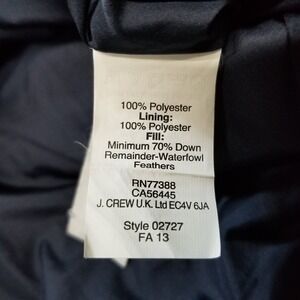 100% Polyester
Lining:
100% Polyester
Fill:
Minimum 70% Down
Remainder-Waterfowl
Feathers
RN77388
CA56445
J. CREW U.K. Ltd EC4V 6JA
Style 02727
FA 13